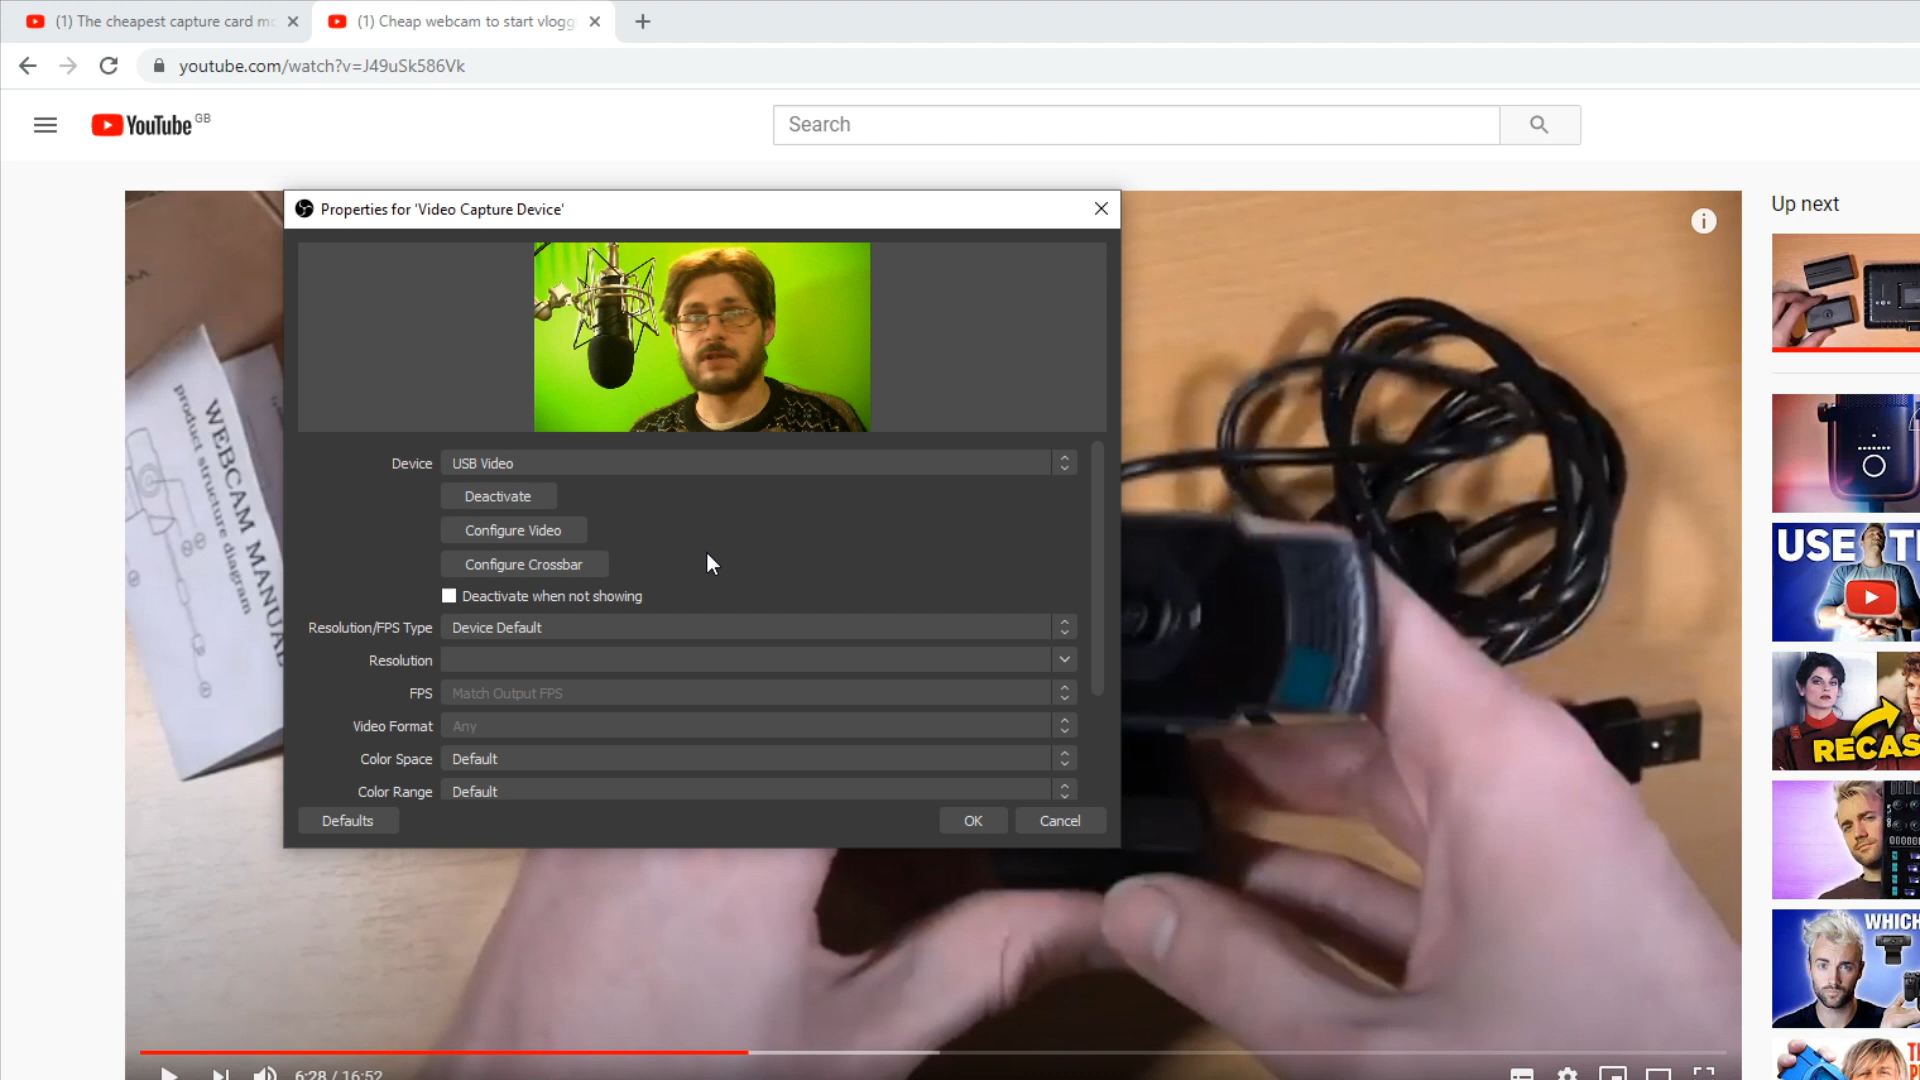 (1) The cheapest capture card mo
(1) Cheap webcam to start vlogg
youtube.com/watch?v=J49uSk586Vk
YouTube GB
Search
Properties for 'Video Capture Device'
Up next
WEBCAM MANUAL
product structure diagram
Device
USB Video
Deactivate
Configure Video
Configure Crossbar
Deactivate when not showing
Resolution/FPS Type
Device Default
Resolution
FPS
Match Output FPS
Video Format
Any
Color Space
Default
Color Range
Default
Defaults
OK
Cancel
USE
RECAS
WHICH
6:28 / 16:52